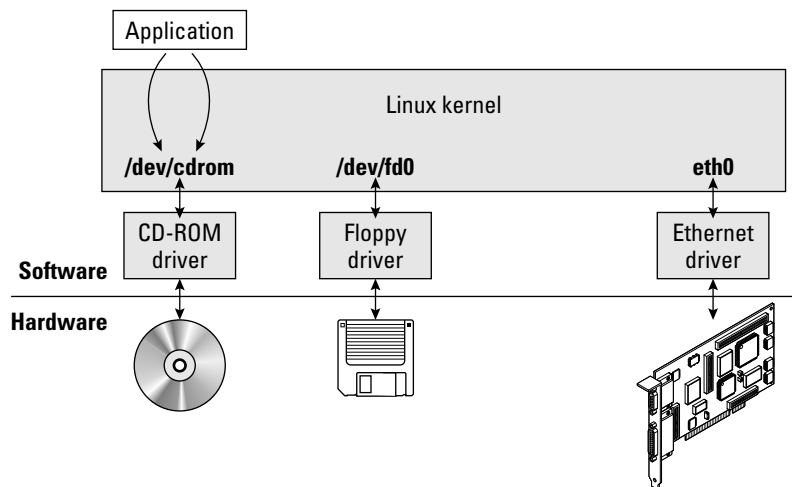 Application
Linux kernel
/dev/cdrom
/dev/fd0
eth0
CD-ROM
driver
Floppy
driver
Ethernet
driver
Software
Hardware